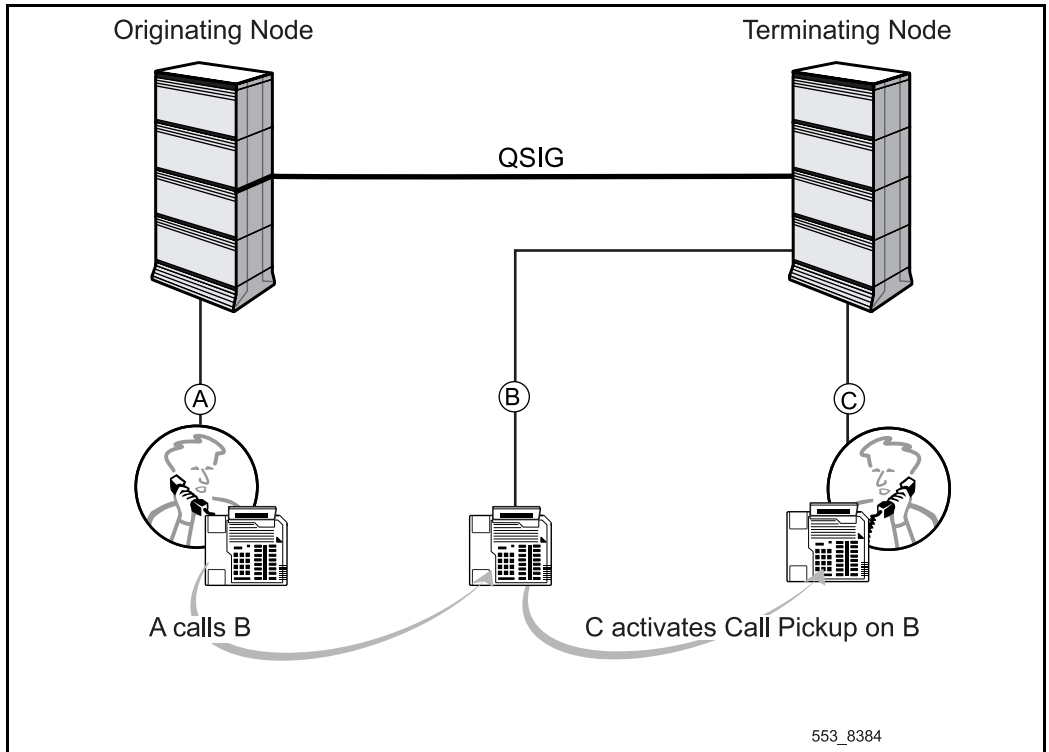 Originating Node
Terminating Node
QSIG
A
B
C
A calls B
C activates Call Pickup on B
553_8384